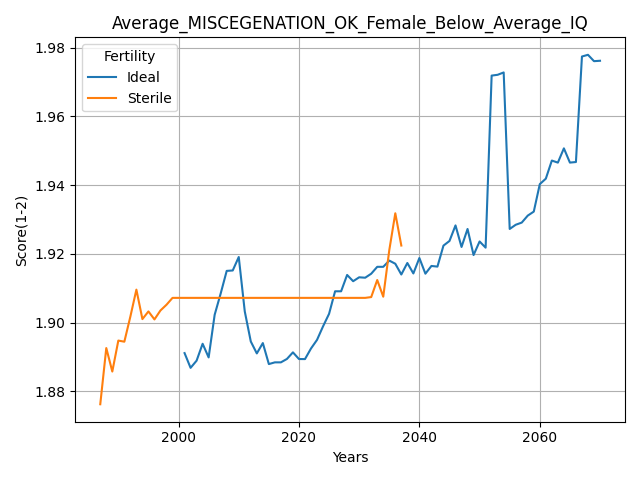 Average_MISCEGENATION_OK_Female_Below_Average_IQ
Fertility
Ideal
Sterile
Score(1-2)
1.98
1.96
1.94
1.92
1.90
1.88
2000 2020 2040 2060
Years